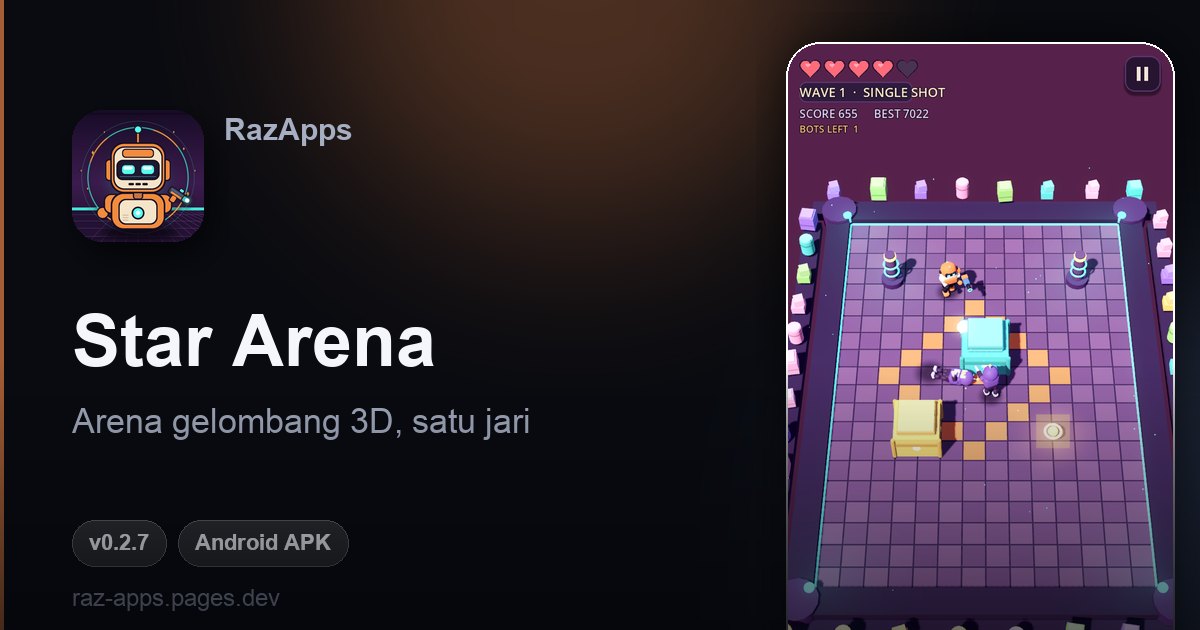 RazApps
Star Arena
Arena gelombang 3D, satu jari
v0.2.7
Android APK
raz-apps.pages.dev
WAVE 1 · SINGLE SHOT
SCORE 655 BEST 7022
BOTS LEFT 1